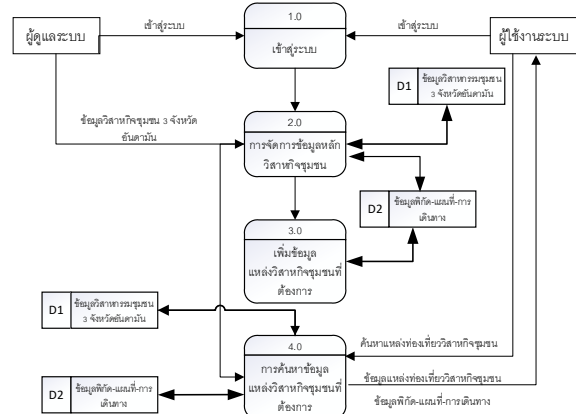 1.0
เข้าสู่ระบบ
เข้าสู่ระบบ
ผู้ดูแลระบบ
เข้าสู่ระบบ
ผู้ใช้งานระบบ
D1
ข้อมูลวิสาหกรรมชุมชน
3 จังหวัดอันดามัน
ข้อมูลวิสาหกิจชุมชน 3 จังหวัด
อันดามัน
2.0
การจัดการข้อมูลหลัก
วิสาหกิจชุมชน
D2
ข้อมูลพิกัด-แผนที่-การ
เดินทาง
3.0
เพิ่มข้อมูล
แหล่งวิสาหกิจชุมชนที่
ต้องการ
D1
ข้อมูลวิสาหกรรมชุมชน
3 จังหวัดอันดามัน
4.0
การค้นหาข้อมูล
แหล่งวิสาหกิจชุมชนที่
ต้องการ
ค้นหาแหล่งท่องเที่ยววิสาหกิจชุมชน
ข้อมูลแหล่งท่องเที่ยววิสาหกิจชุมชน
ข้อมูลพิกัด-แผนที่-การเดินทาง
D2
ข้อมูลพิกัด-แผนที่-การ
เดินทาง